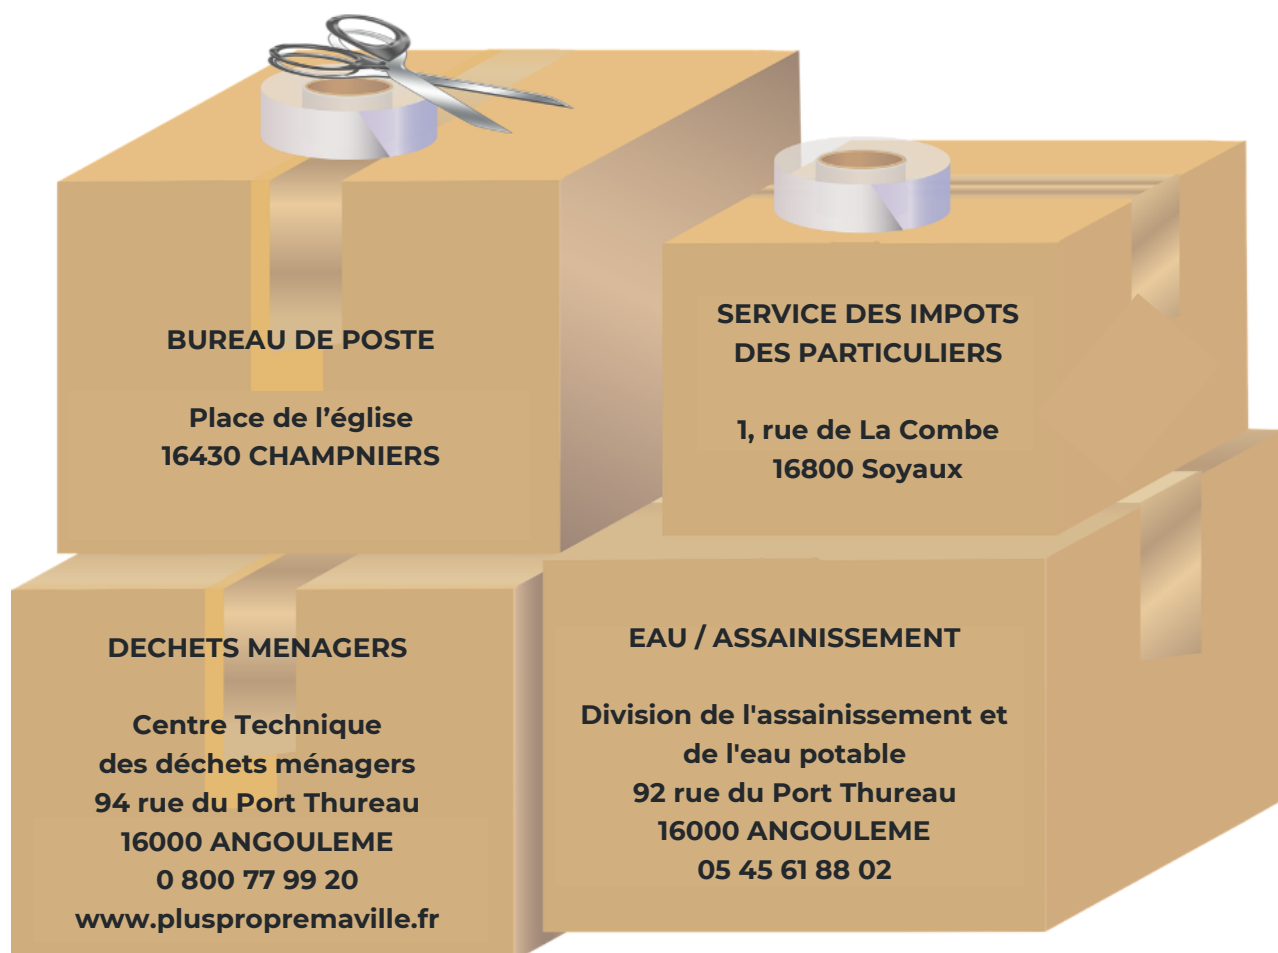 BUREAU DE POSTE
Place de l’église
16430 CHAMPNIERS
SERVICE DES IMPOTS
DES PARTICULIERS
1, rue de La Combe
16800 Soyaux
DECHETS MENAGERS
Centre Technique
des déchets ménagers
94 rue du Port Thureau
16000 ANGOULEME
0 800 77 99 20
www.pluspropremaville.fr
EAU / ASSAINISSEMENT
Division de l'assainissement et
de l'eau potable
92 rue du Port Thureau
16000 ANGOULEME
05 45 61 88 02